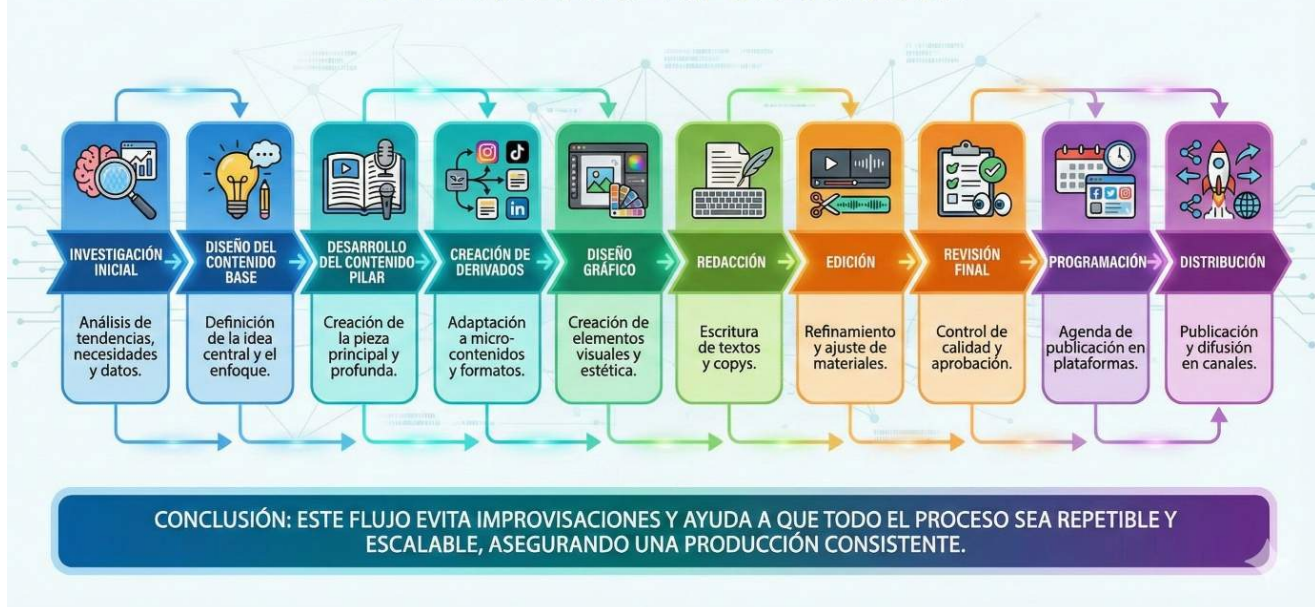 INVESTIGACIÓN
INICIAL
DISEÑO DEL
CONTENIDO
BASE
DESARROLLO
DEL CONTENIDO
PILAR
CREACIÓN DE
DERIVADOS
DISEÑO
GRÁFICO
REDACCIÓN
EDICIÓN
REVISIÓN
FINAL
PROGRAMACIÓN
DISTRIBUCIÓN
Análisis de
tendencias,
necesidades
y datos.
Definición
de la idea
central y el
enfoque.
Creación de
la pieza
principal y
profunda.
Adaptación
a micro-
contenidos
y formatos.
Creación de
elementos
visuales y
estética.
Escritura
de textos
y copys.
Refinamiento
y ajuste de
materiales.
Control de
calidad y
aprobación.
Agenda de
publicación en
plataformas.
Publicación
y difusión
en canales.
CONCLUSIÓN: ESTE FLUJO EVITA IMPROVISACIONES Y AYUDA A QUE TODO EL PROCESO SEA REPETIBLE Y
ESCALABLE, ASEGURANDO UNA PRODUCCIÓN CONSISTENTE.